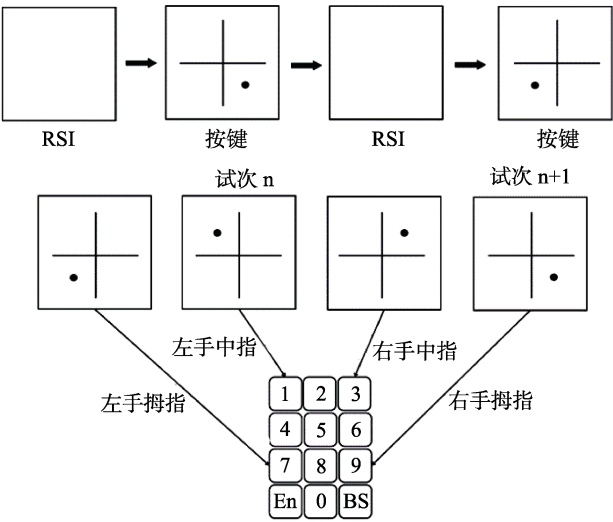 RSI 按键 RSI 按键
试次 n 试次 n+1
左手中指 右手中指
左手拇指 右手拇指
1 2 3
4 5 6
7 8 9
En 0 BS